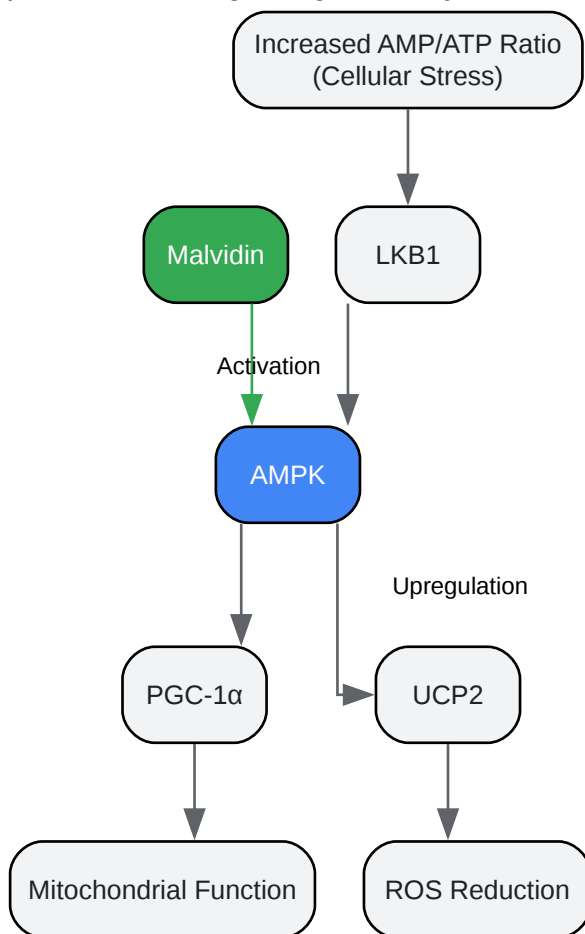 Increased AMP/ATP Ratio
(Cellular Stress)
Malvidin
LKB1
Activation
AMPK
Upregulation
PGC-1α
UCP2
Mitochondrial Function
ROS Reduction